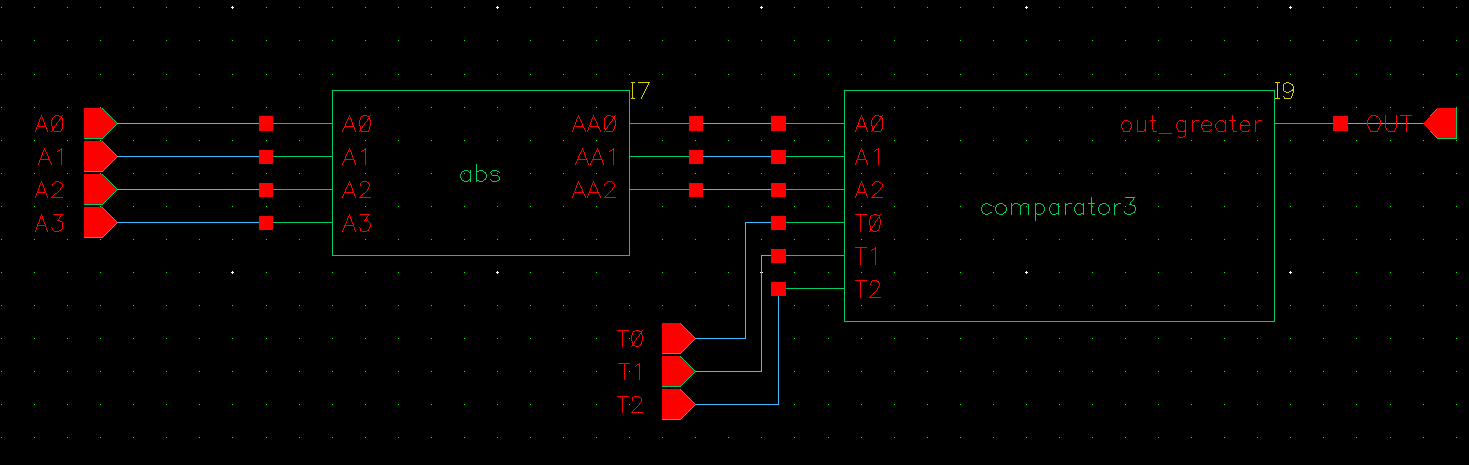 I7
I9
A0 A0 AA0 A0 out_greater OUT
A1 A1 AA1 A1
abs
A2 A2 AA2 A2
comparator3
A3 A3 T0
T1
T2
T0
T1
T2